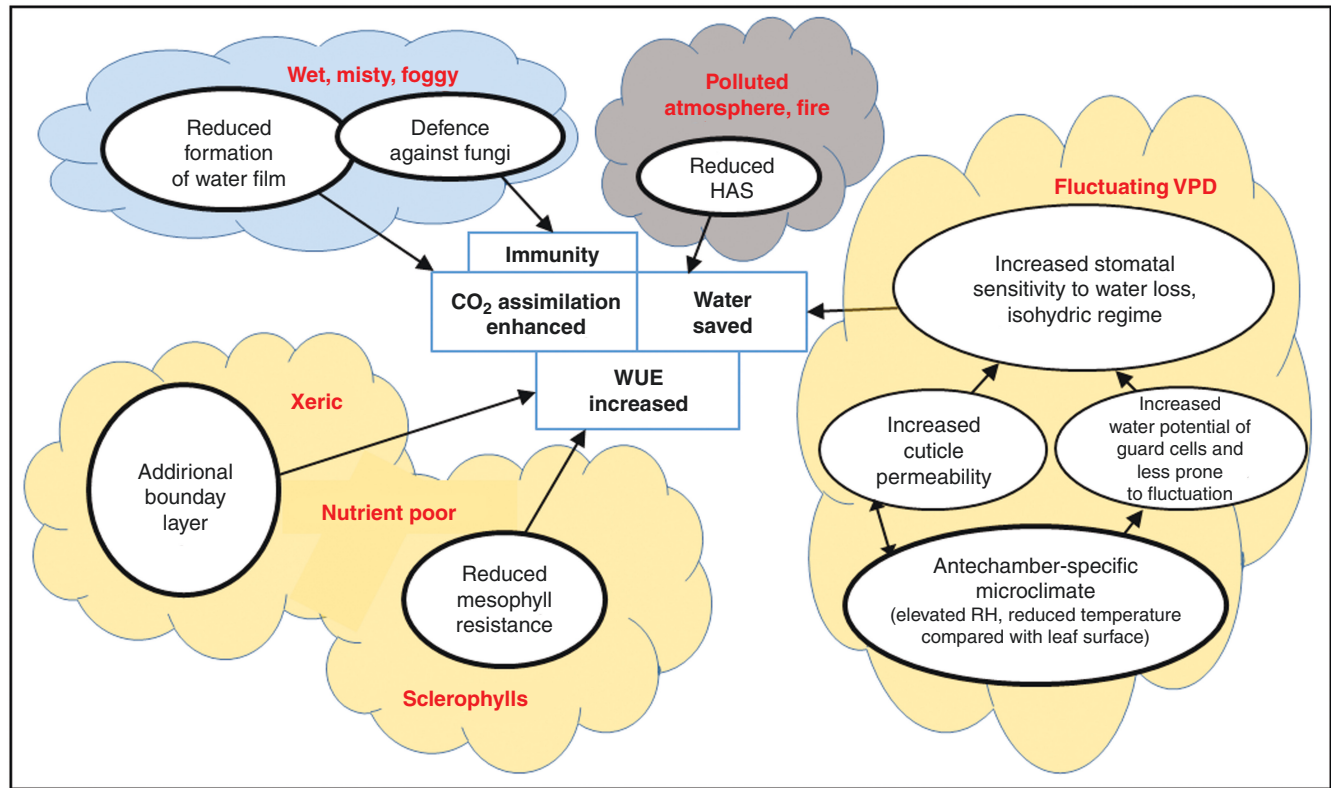 Wet, misty, foggy
Reduced
formation
of water film
Defence
against fungi
Polluted
atmosphere, fire
Reduced
HAS
Fluctuating VPD
Increased stomatal
sensitivity to water loss,
isohydric regime
Immunity
CO₂ assimilation
enhanced
Water
saved
WUE
increased
Xeric
Addirional
bounday
layer
Nutrient poor
Reduced
mesophyll
resistance
Sclerophylls
Increased
cuticle
permeability
Increased
water potential of
guard cells and
less prone
to fluctuation
Antechamber-specific
microclimate
(elevated RH, reduced temperature
compared with leaf surface)